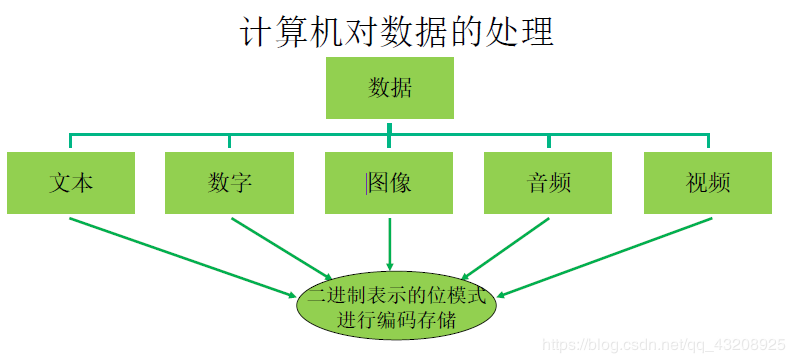 计算机对数据的处理
数据
文本
数字
图像
音频
视频
二进制表示的位模式
进行编码存储
https://blog.csdn.net/qq_43208925